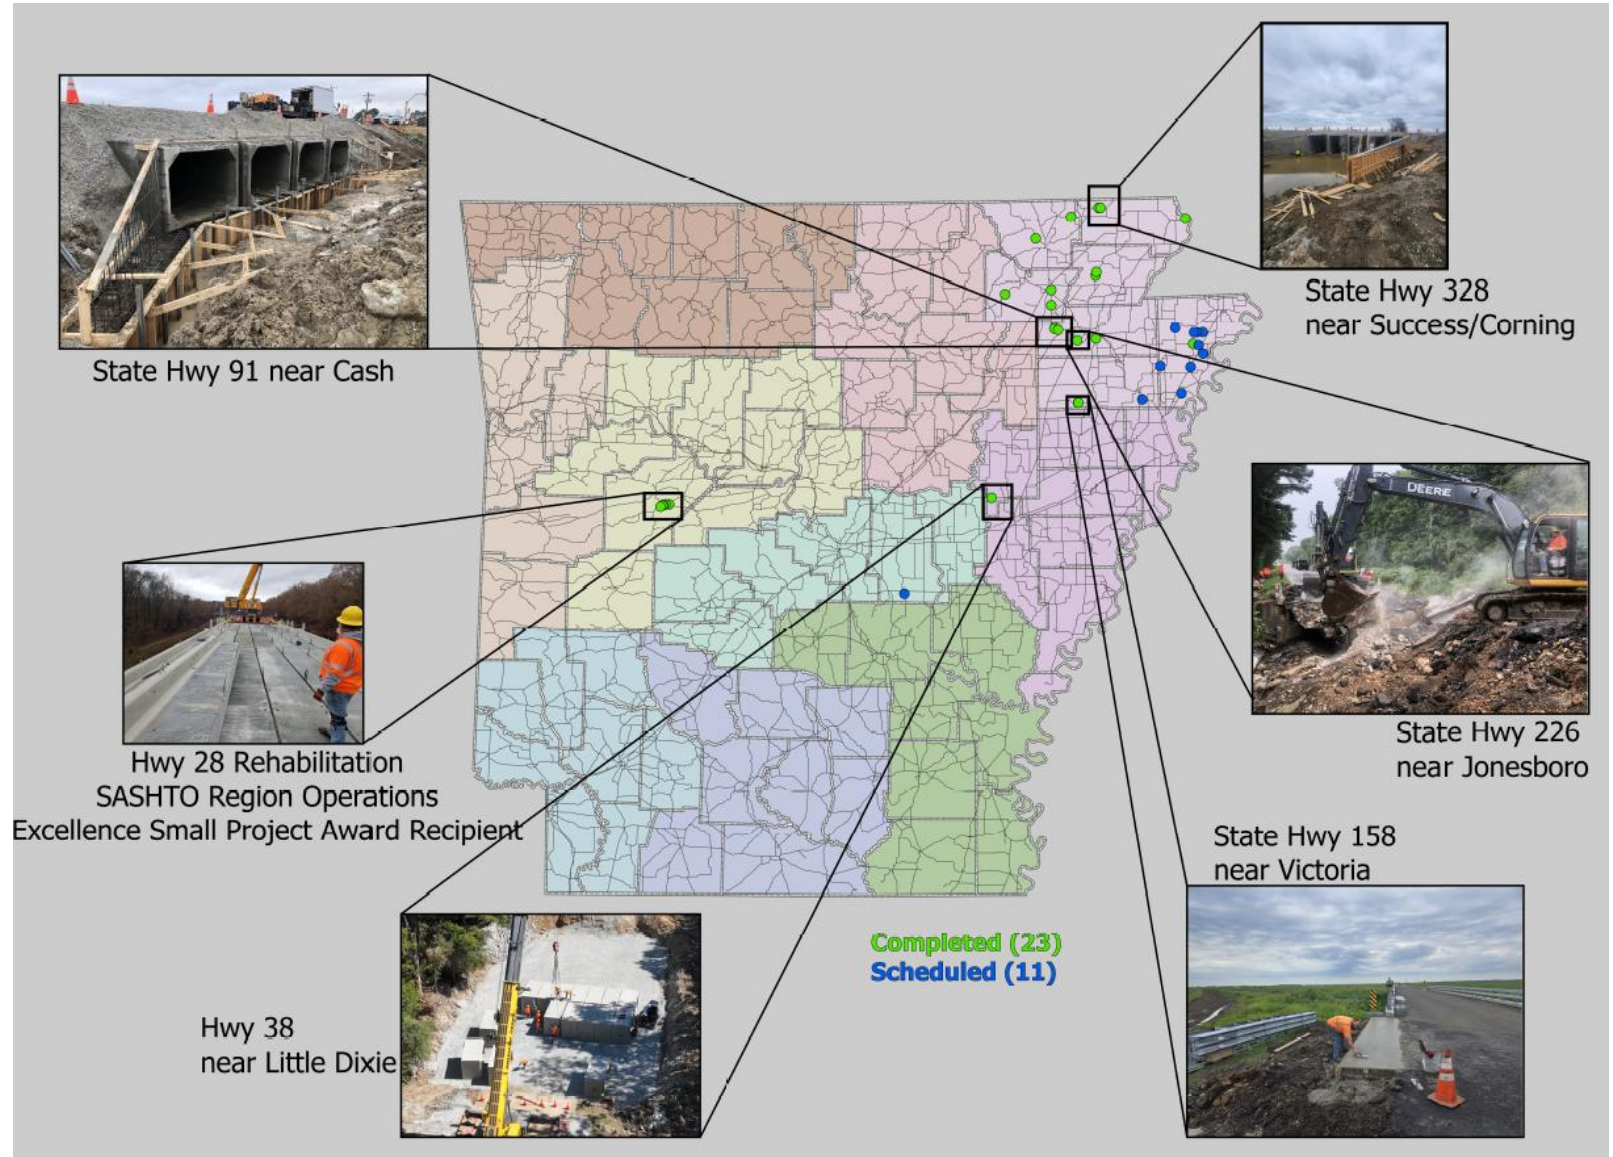 State Hwy 328
near Success/Corning
State Hwy 91 near Cash
DEERE
State Hwy 226
near Jonesboro
Hwy 28 Rehabilitation
SASHTO Region Operations
Excellence Small Project Award Recipient
State Hwy 158
near Victoria
Completed (23)
Scheduled (11)
Hwy 38
near Little Dixie